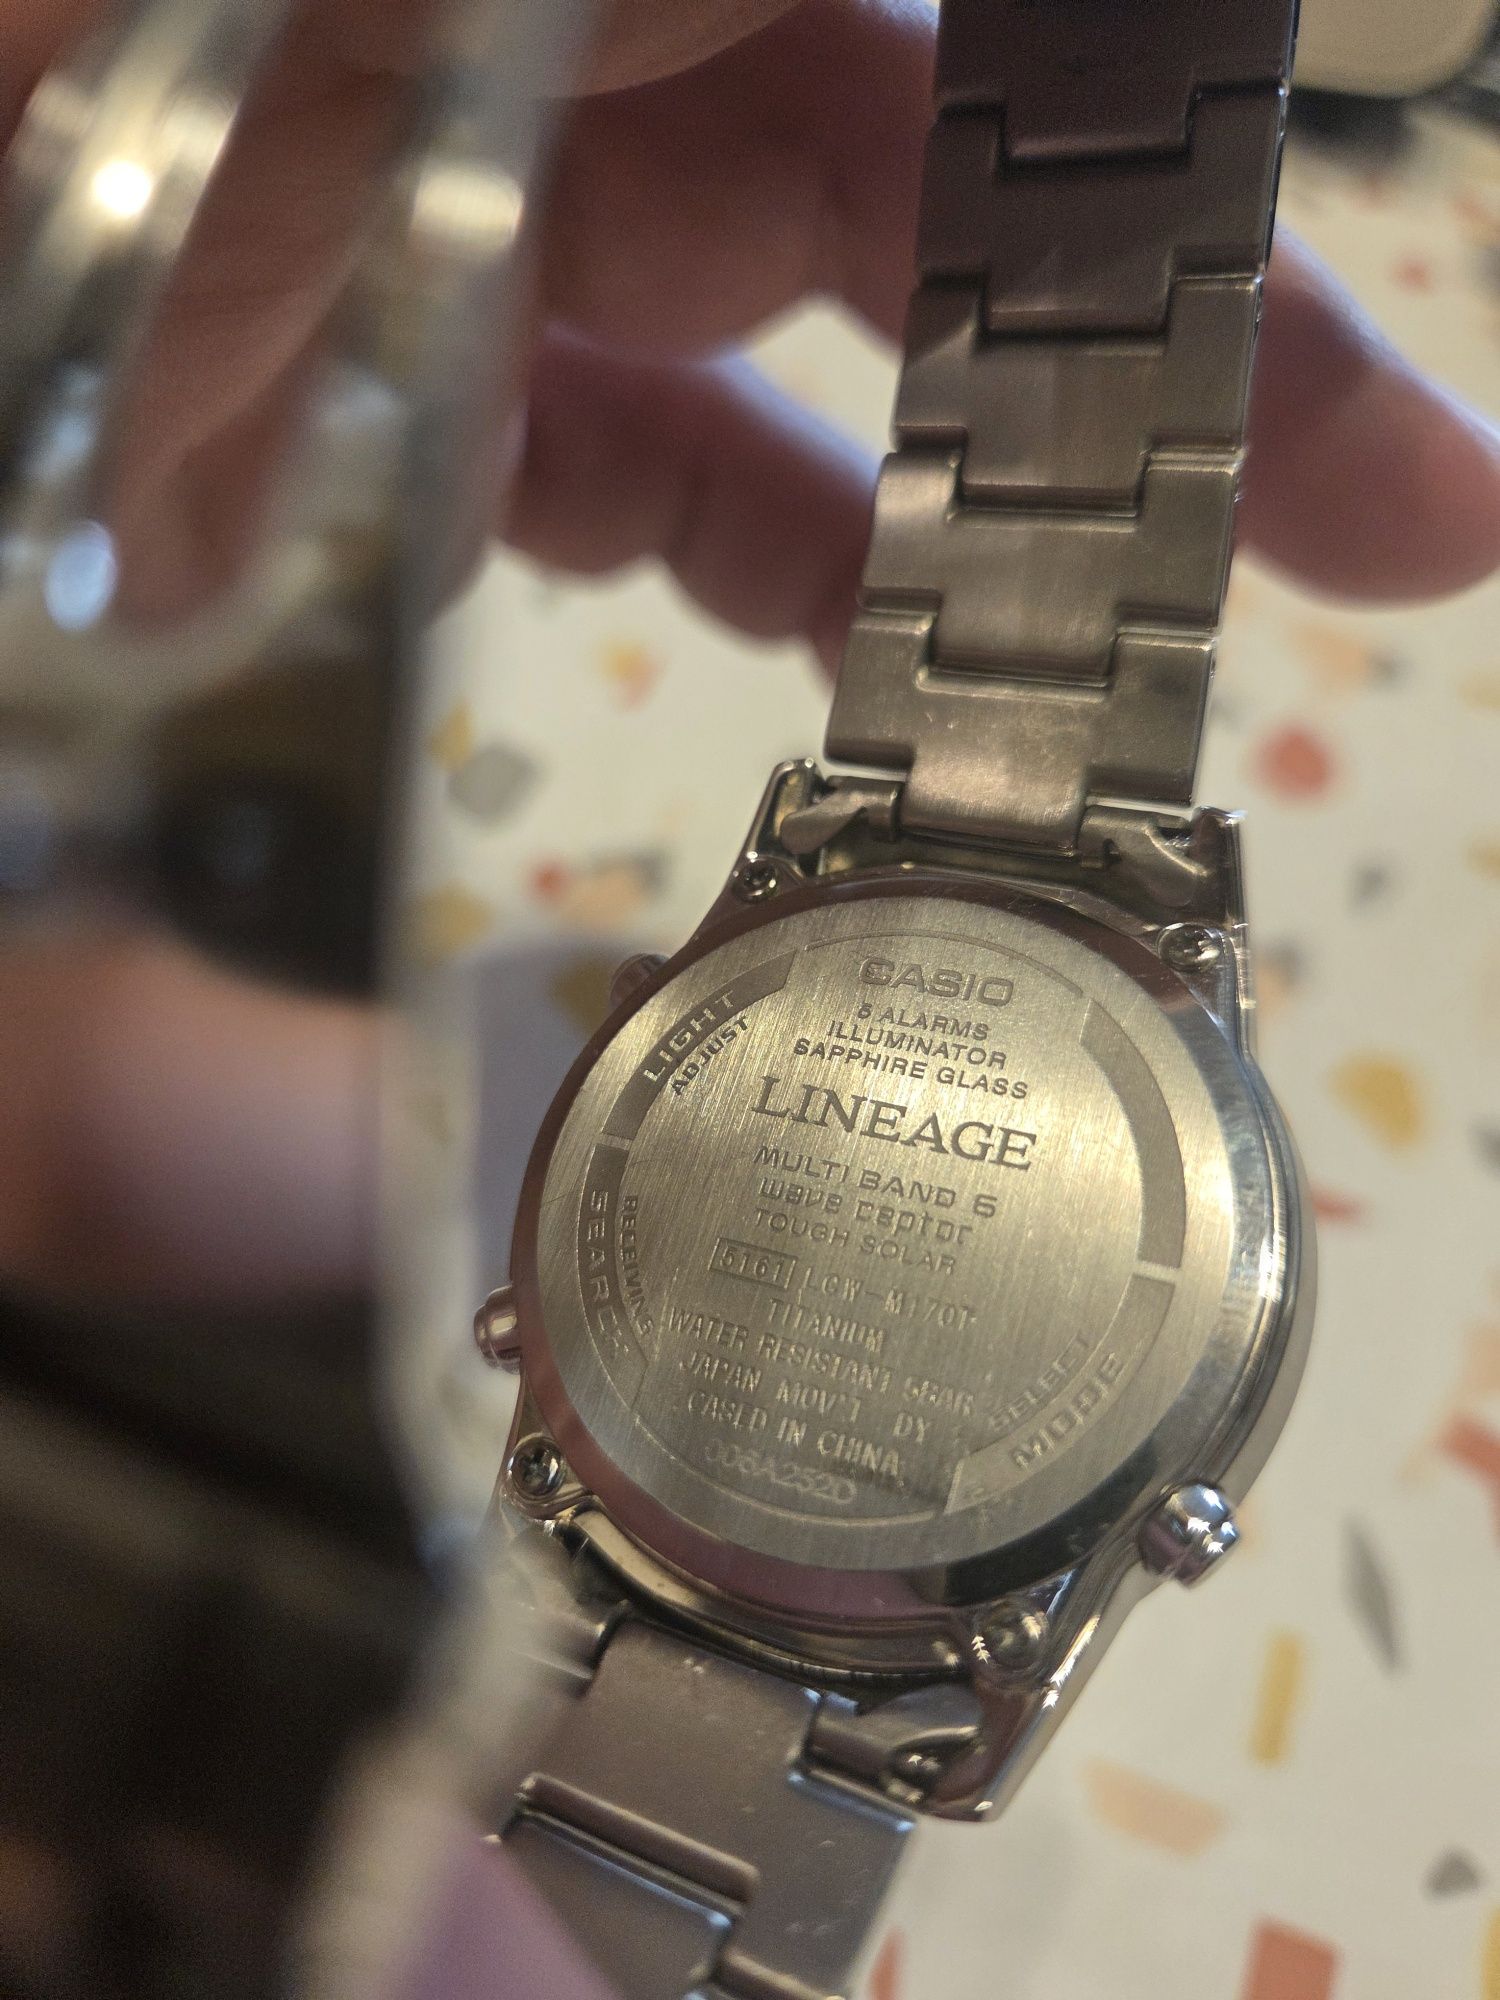 CASIO
5 ALARMS
ILLUMINATOR
SAPPHIRE GLASS
LINEAGE
MULTI BAND 6
wave ceptor
TOUGH SOLAR
5161 LCW-M170T
TITANIUM
WATER RESISTANT 5BAR
JAPAN MOV'T DY
CASED IN CHINA
006A252D
LIGHT
ADJUST
RECEIVING
SEARCH
SELECT
MODE